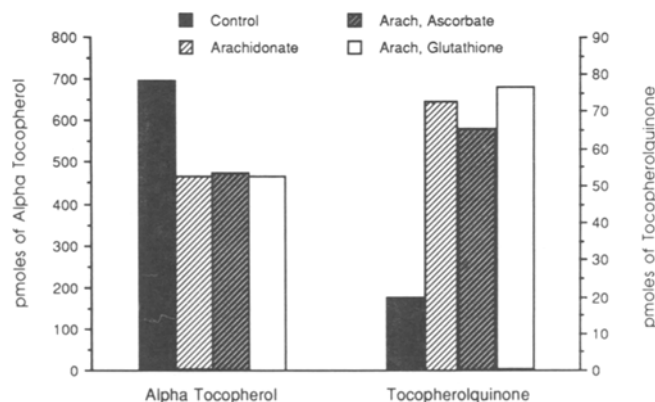 Control
Arach, Ascorbate
Arachidonate
Arach, Glutathione
pmoles of Alpha Tocopherol
800
700
600
500
400
300
200
100
0
90
80
70
60
50
40
30
20
10
0
pmoles of Tocopherolquinone
Alpha Tocopherol
Tocopherolquinone